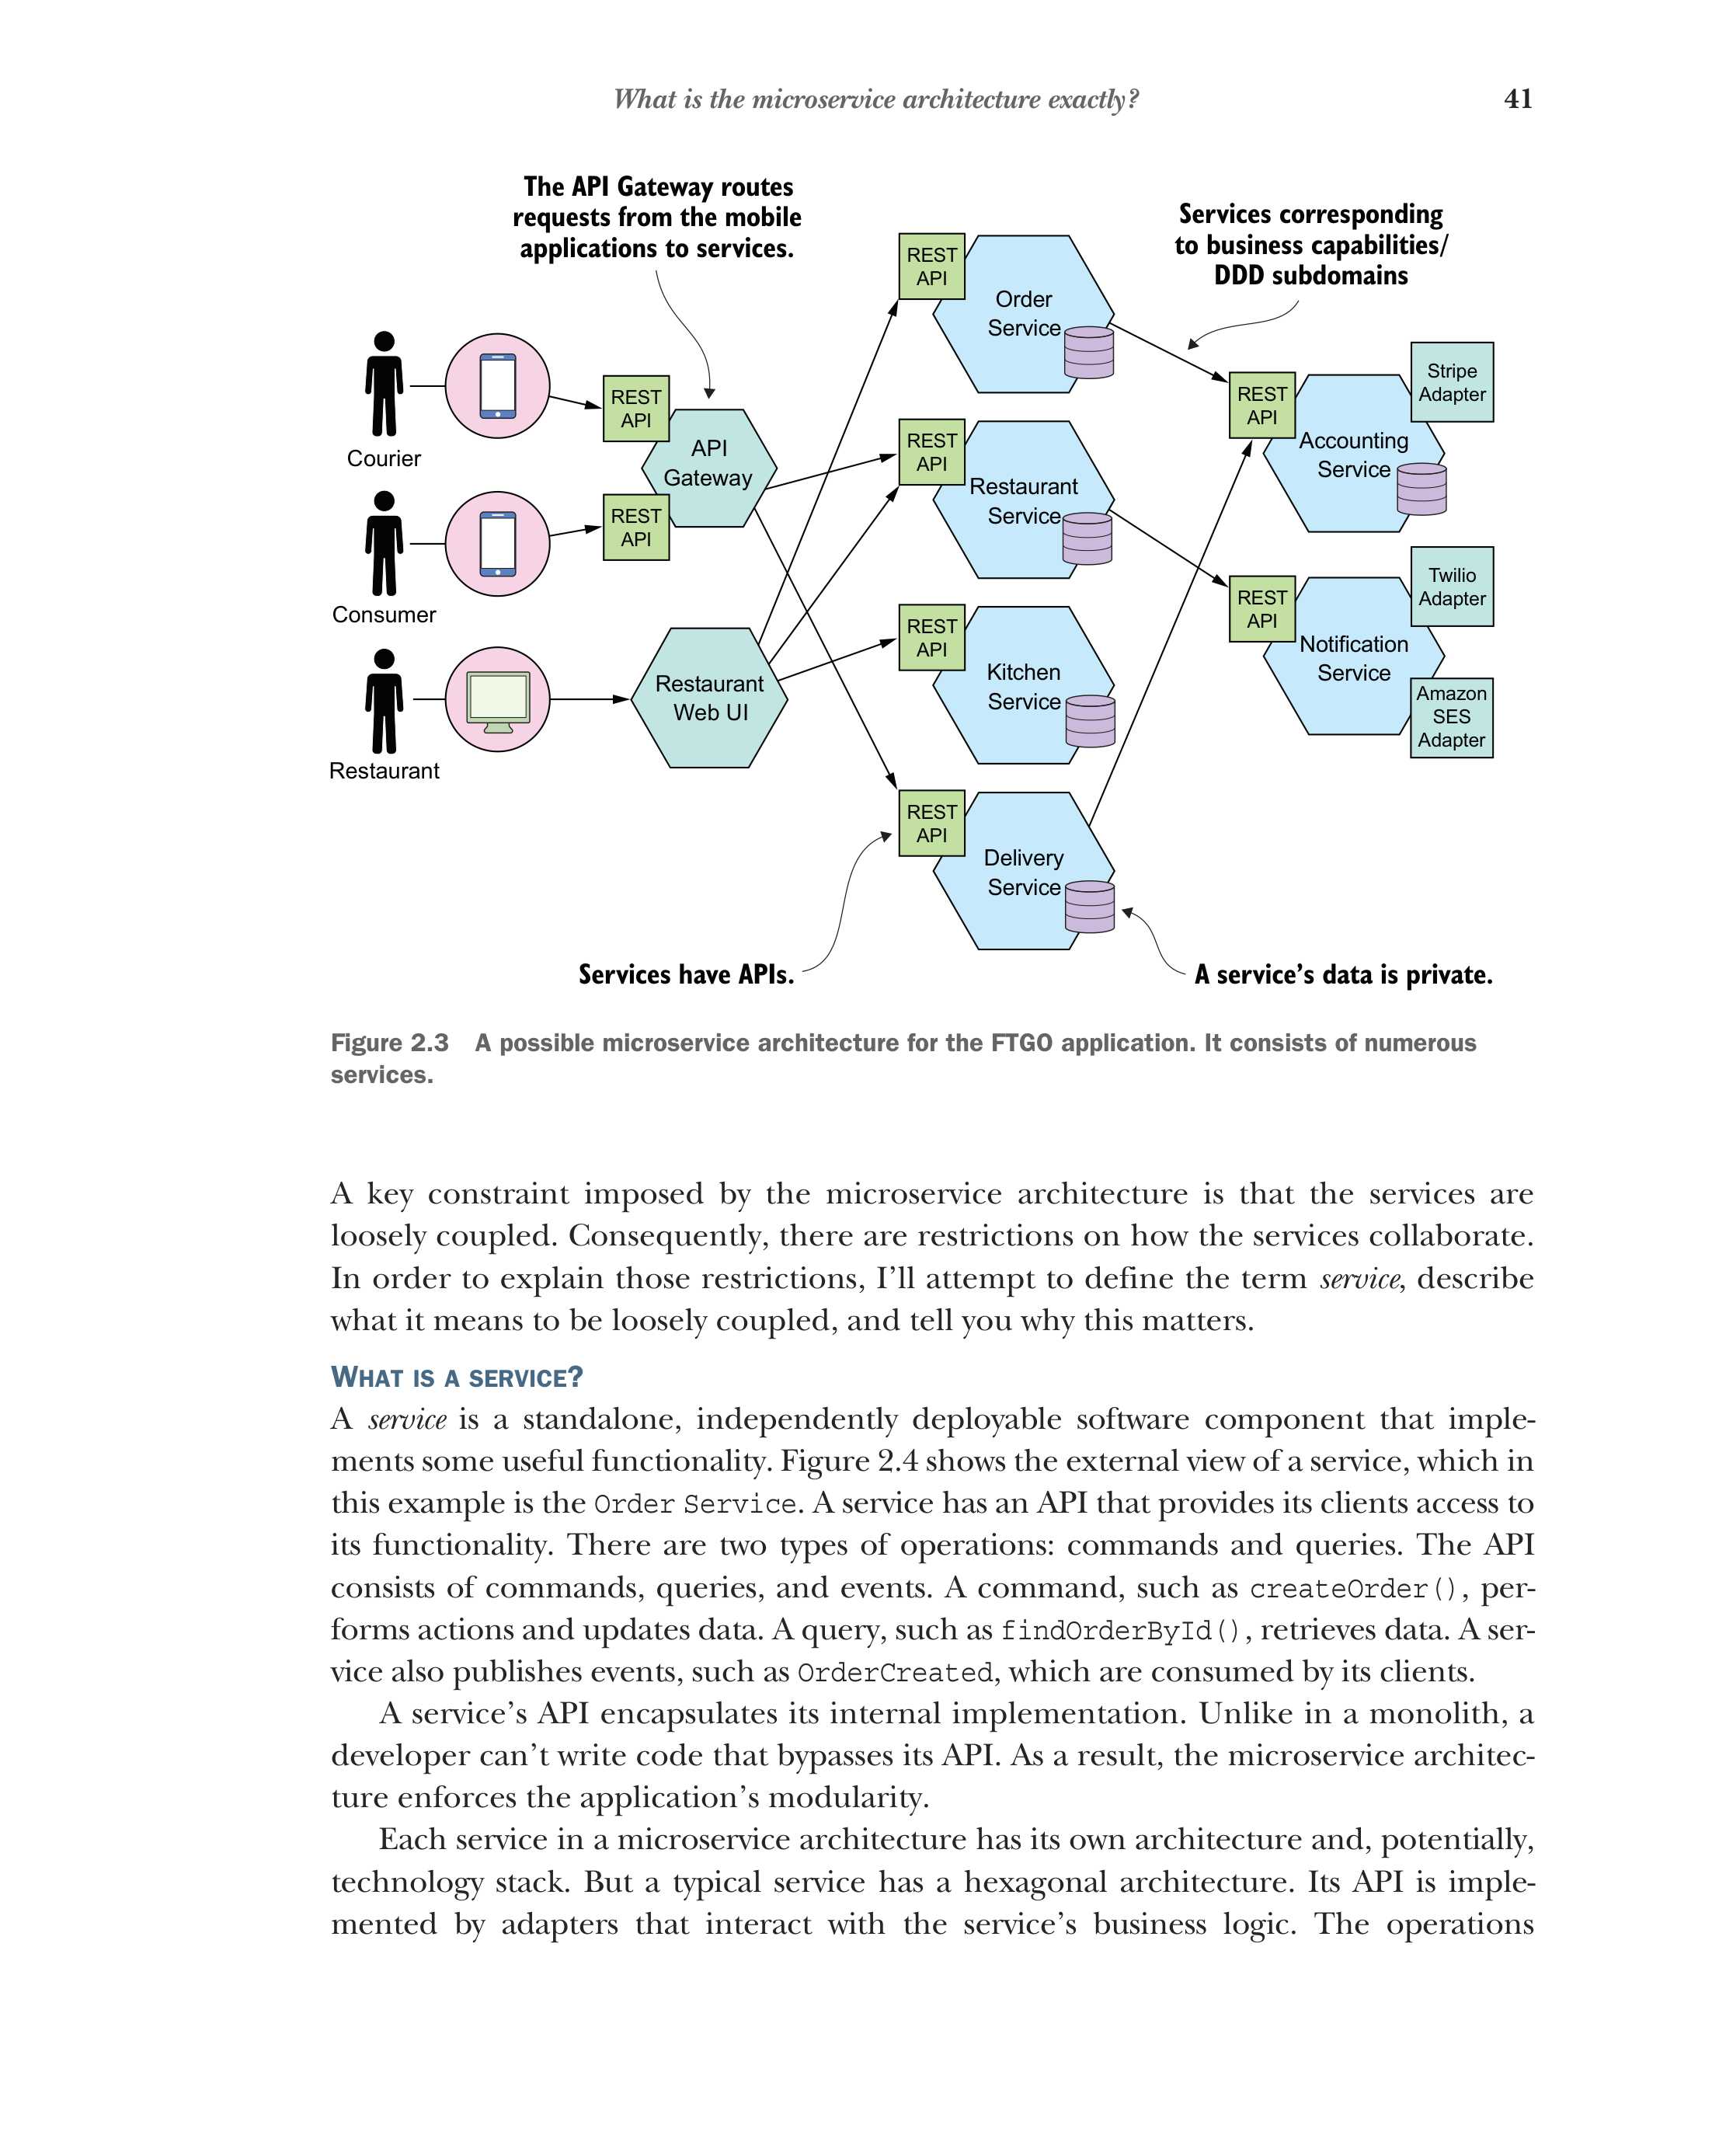 What is the microservice architecture exactly?
41
The API Gateway routes
requests from the mobile
applications to services.
Services corresponding
to business capabilities/
DDD subdomains
Courier
Consumer
Restaurant
REST
API
REST
API
API
Gateway
Restaurant
Web UI
REST
API
Order
Service
REST
API
Restaurant
Service
REST
API
Kitchen
Service
REST
API
Delivery
Service
REST
API
Accounting
Service
Stripe
Adapter
REST
API
Notification
Service
Twilio
Adapter
Amazon
SES
Adapter
Services have APIs.
A service’s data is private.
Figure 2.3 A possible microservice architecture for the FTGO application. It consists of numerous
services.
A key constraint imposed by the microservice architecture is that the services are
loosely coupled. Consequently, there are restrictions on how the services collaborate.
In order to explain those restrictions, I’ll attempt to define the term service, describe
what it means to be loosely coupled, and tell you why this matters.
WHAT IS A SERVICE?
A service is a standalone, independently deployable software component that imple-
ments some useful functionality. Figure 2.4 shows the external view of a service, which in
this example is the Order Service. A service has an API that provides its clients access to
its functionality. There are two types of operations: commands and queries. The API
consists of commands, queries, and events. A command, such as createOrder(), per-
forms actions and updates data. A query, such as findOrderById(), retrieves data. A ser-
vice also publishes events, such as OrderCreated, which are consumed by its clients.
A service’s API encapsulates its internal implementation. Unlike in a monolith, a
developer can’t write code that bypasses its API. As a result, the microservice architec-
ture enforces the application’s modularity.
Each service in a microservice architecture has its own architecture and, potentially,
technology stack. But a typical service has a hexagonal architecture. Its API is imple-
mented by adapters that interact with the service’s business logic. The operations